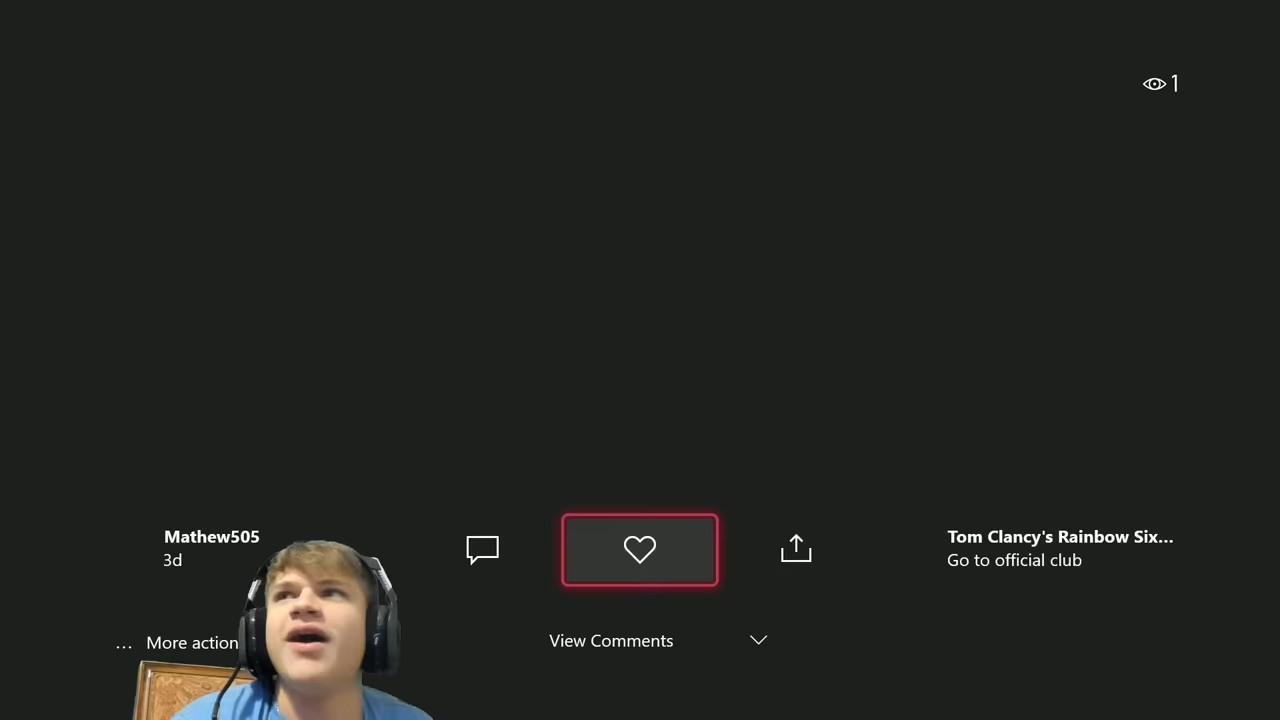 1
Mathew505
3d
Tom Clancy's Rainbow Six...
Go to official club
... More action
View Comments